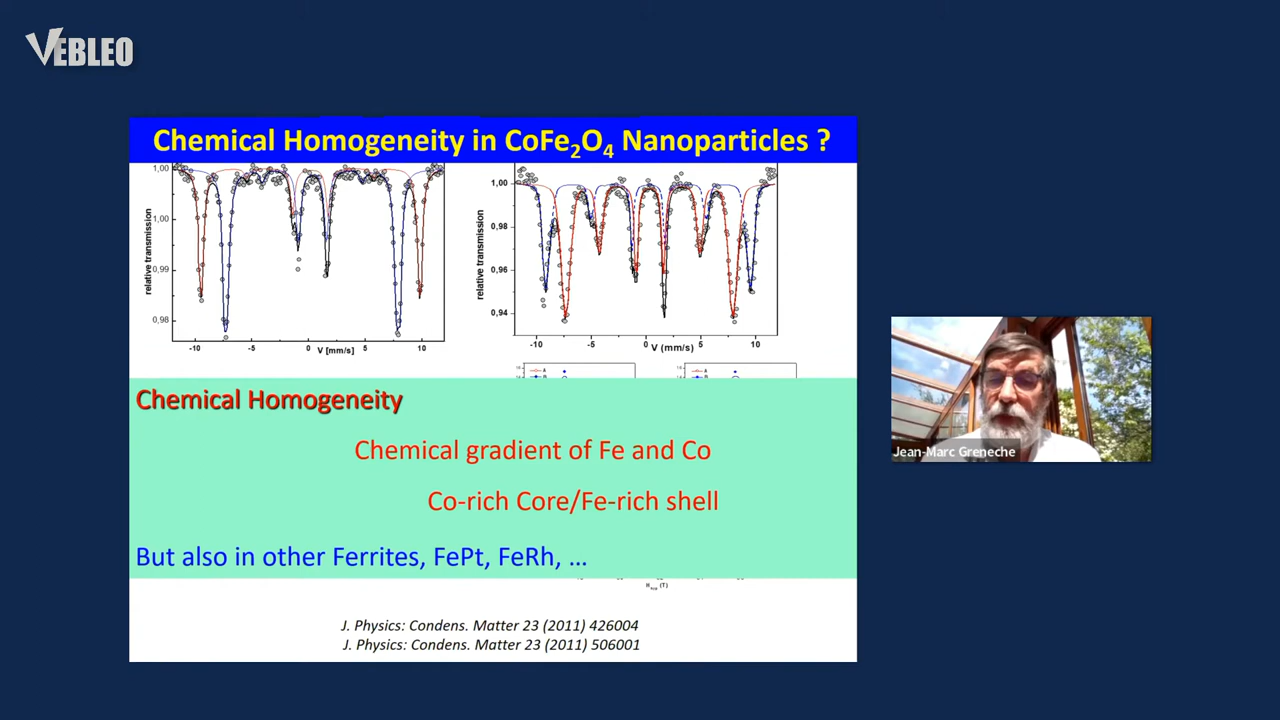 VEBLEO
Chemical Homogeneity in CoFe2O4 Nanoparticles ?
1,00
1,00
0,99
0,98
relative transmission
-10 -5 0 5 10
V [mm/s]
1,00
0,98
0,96
0,94
relative transmission
-10 -5 0 5 10
V (mm/s)
A
A
Chemical Homogeneity
Chemical gradient of Fe and Co
Co-rich Core/Fe-rich shell
But also in other Ferrites, FePt, FeRh, ...
J. Physics: Condens. Matter 23 (2011) 426004
J. Physics: Condens. Matter 23 (2011) 506001
Jean-Marc Greneche